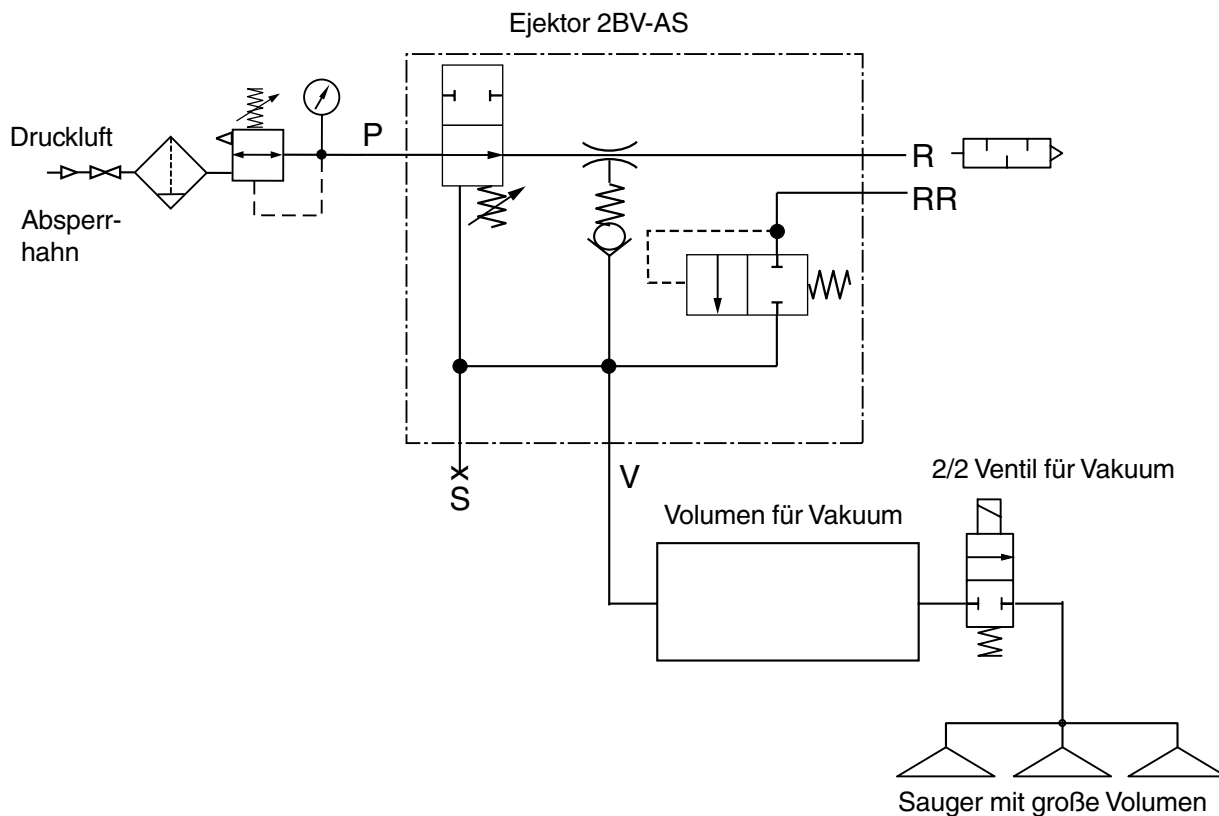 Ejektor 2BV-AS
Druckluft
P
R
RR
Absperr-
hahn
S
V
2/2 Ventil für Vakuum
Volumen für Vakuum
Sauger mit große Volumen